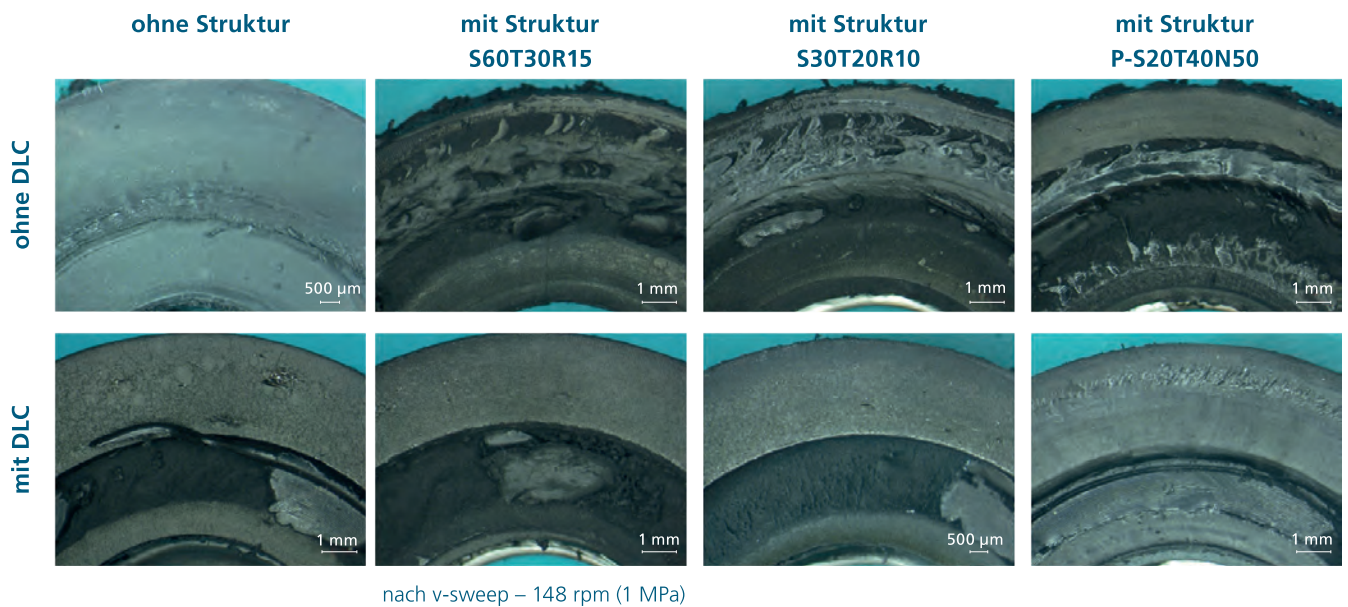 ohne Struktur
mit Struktur
S60T30R15
mit Struktur
S30T20R10
mit Struktur
P-S20T40N50
ohne DLC
500 µm
1 mm
1 mm
1 mm
mit DLC
1 mm
1 mm
500 µm
1 mm
nach v-sweep – 148 rpm (1 MPa)